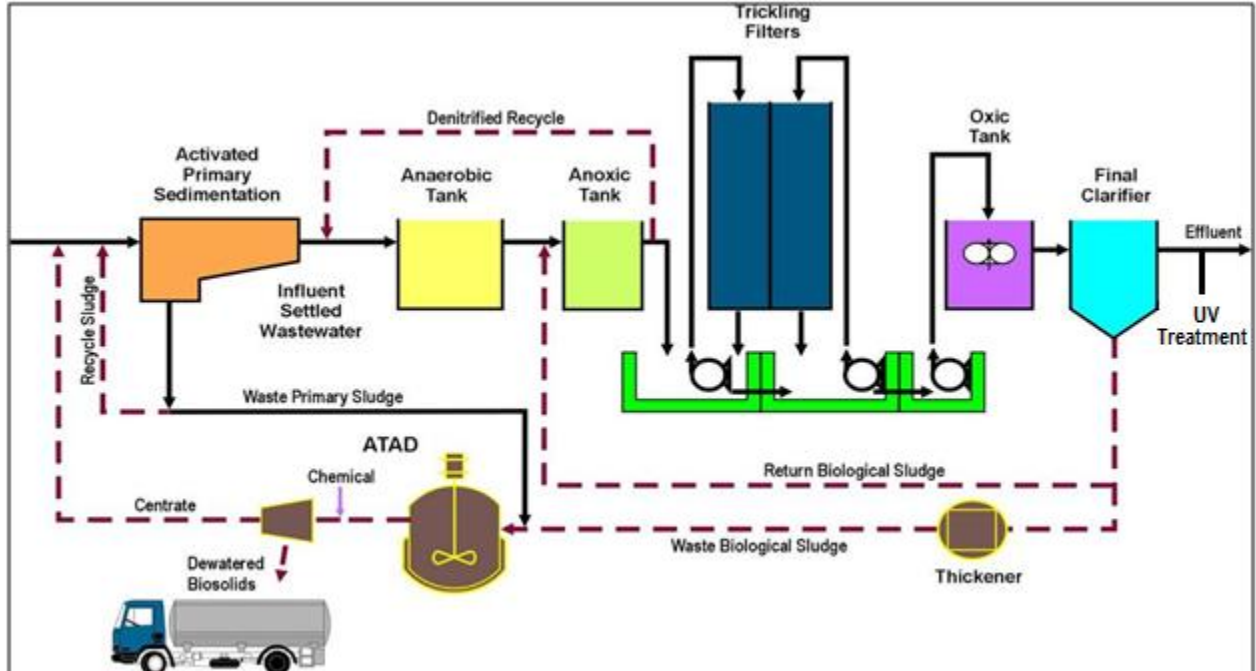 Trickling
Filters
Denitrified Recycle
Oxic
Tank
Activated
Primary
Sedimentation
Anaerobic
Tank
Anoxic
Tank
Final
Clarifier
Effluent
Influent
Settled
Wastewater
UV
Treatment
Recycle Sludge
Waste Primary Sludge
ATAD
Chemical
Return Biological Sludge
Centrate
Waste Biological Sludge
Dewatered
Biosolids
Thickener